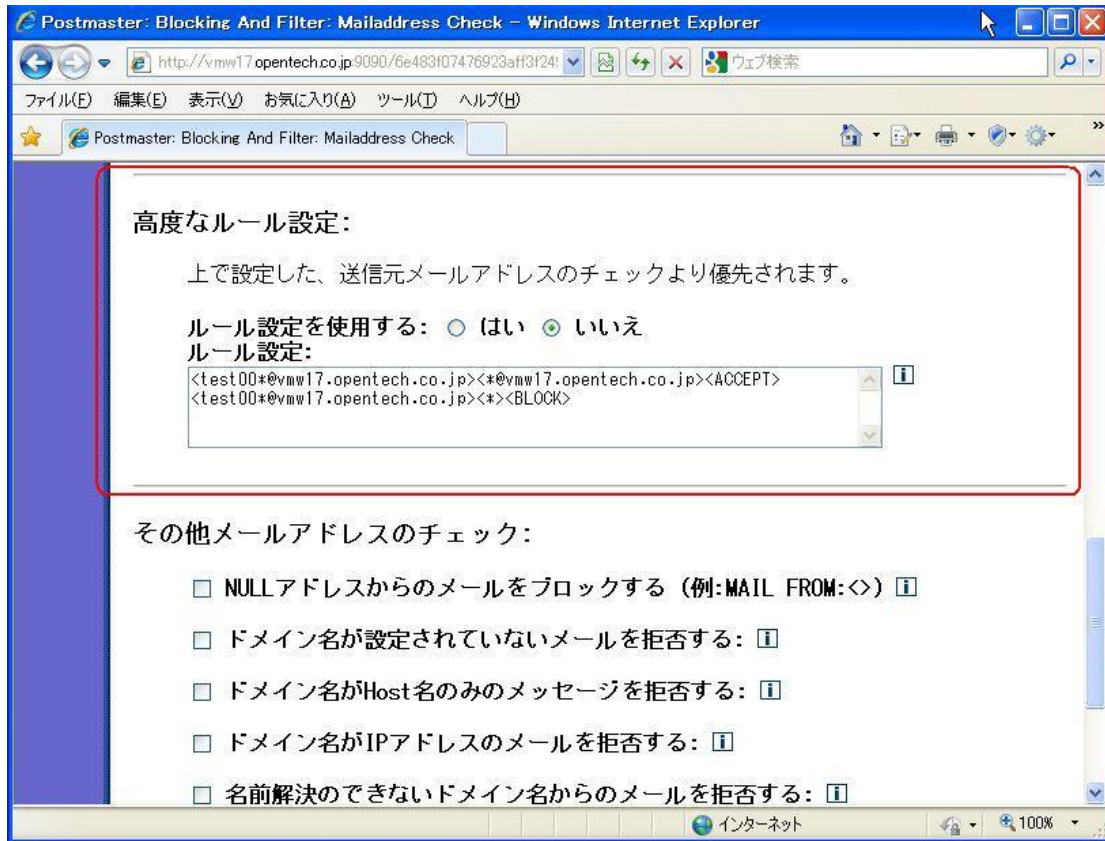 Postmaster: Blocking And Filter: Mailaddress Check - Windows Internet Explorer
http://vmw17.opentech.co.jp:9090/6e483f07476923aff3f24
ウェブ検索
ファイル(F) 編集(E) 表示(V) お気に入り(A) ツール(T) ヘルプ(H)
Postmaster: Blocking And Filter: Mailaddress Check
高度なルール設定:
上で設定した、送信元メールアドレスのチェックより優先されます。
ルール設定を使用する: はい いいえ
ルール設定:
<test00*@vmw17.opentech.co.jp><*@vmw17.opentech.co.jp><ACCEPT>
<test00*@vmw17.opentech.co.jp><*><BLOCK>
その他メールアドレスのチェック:
NULLアドレスからのメールをブロックする (例:MAIL FROM:<>)
ドメイン名が設定されていないメールを拒否する:
ドメイン名がHost名のみのメッセージを拒否する:
ドメイン名がIPアドレスのメールを拒否する:
名前解決のできないドメイン名からのメールを拒否する:
インターネット 100%